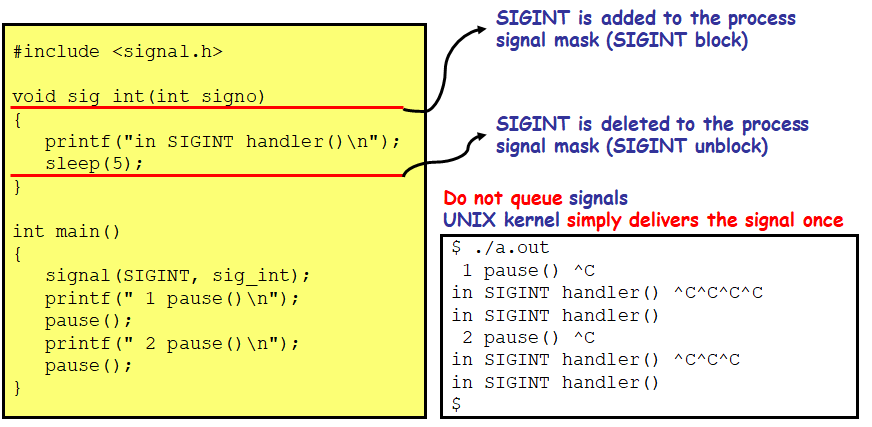 #include <signal.h>
void sig int(int signo)
{
printf("in SIGINT handler()\n");
sleep(5);
}
int main()
{
signal(SIGINT, sig_int);
printf(" 1 pause()\n");
pause();
printf(" 2 pause()\n");
pause();
}
SIGINT is added to the process
signal mask (SIGINT block)
SIGINT is deleted to the process
signal mask (SIGINT unblock)
Do not queue signals
UNIX kernel simply delivers the signal once
$ ./a.out
1 pause() ^C
in SIGINT handler() ^C^C^C^C
in SIGINT handler()
2 pause() ^C
in SIGINT handler() ^C^C^C
in SIGINT handler()
$